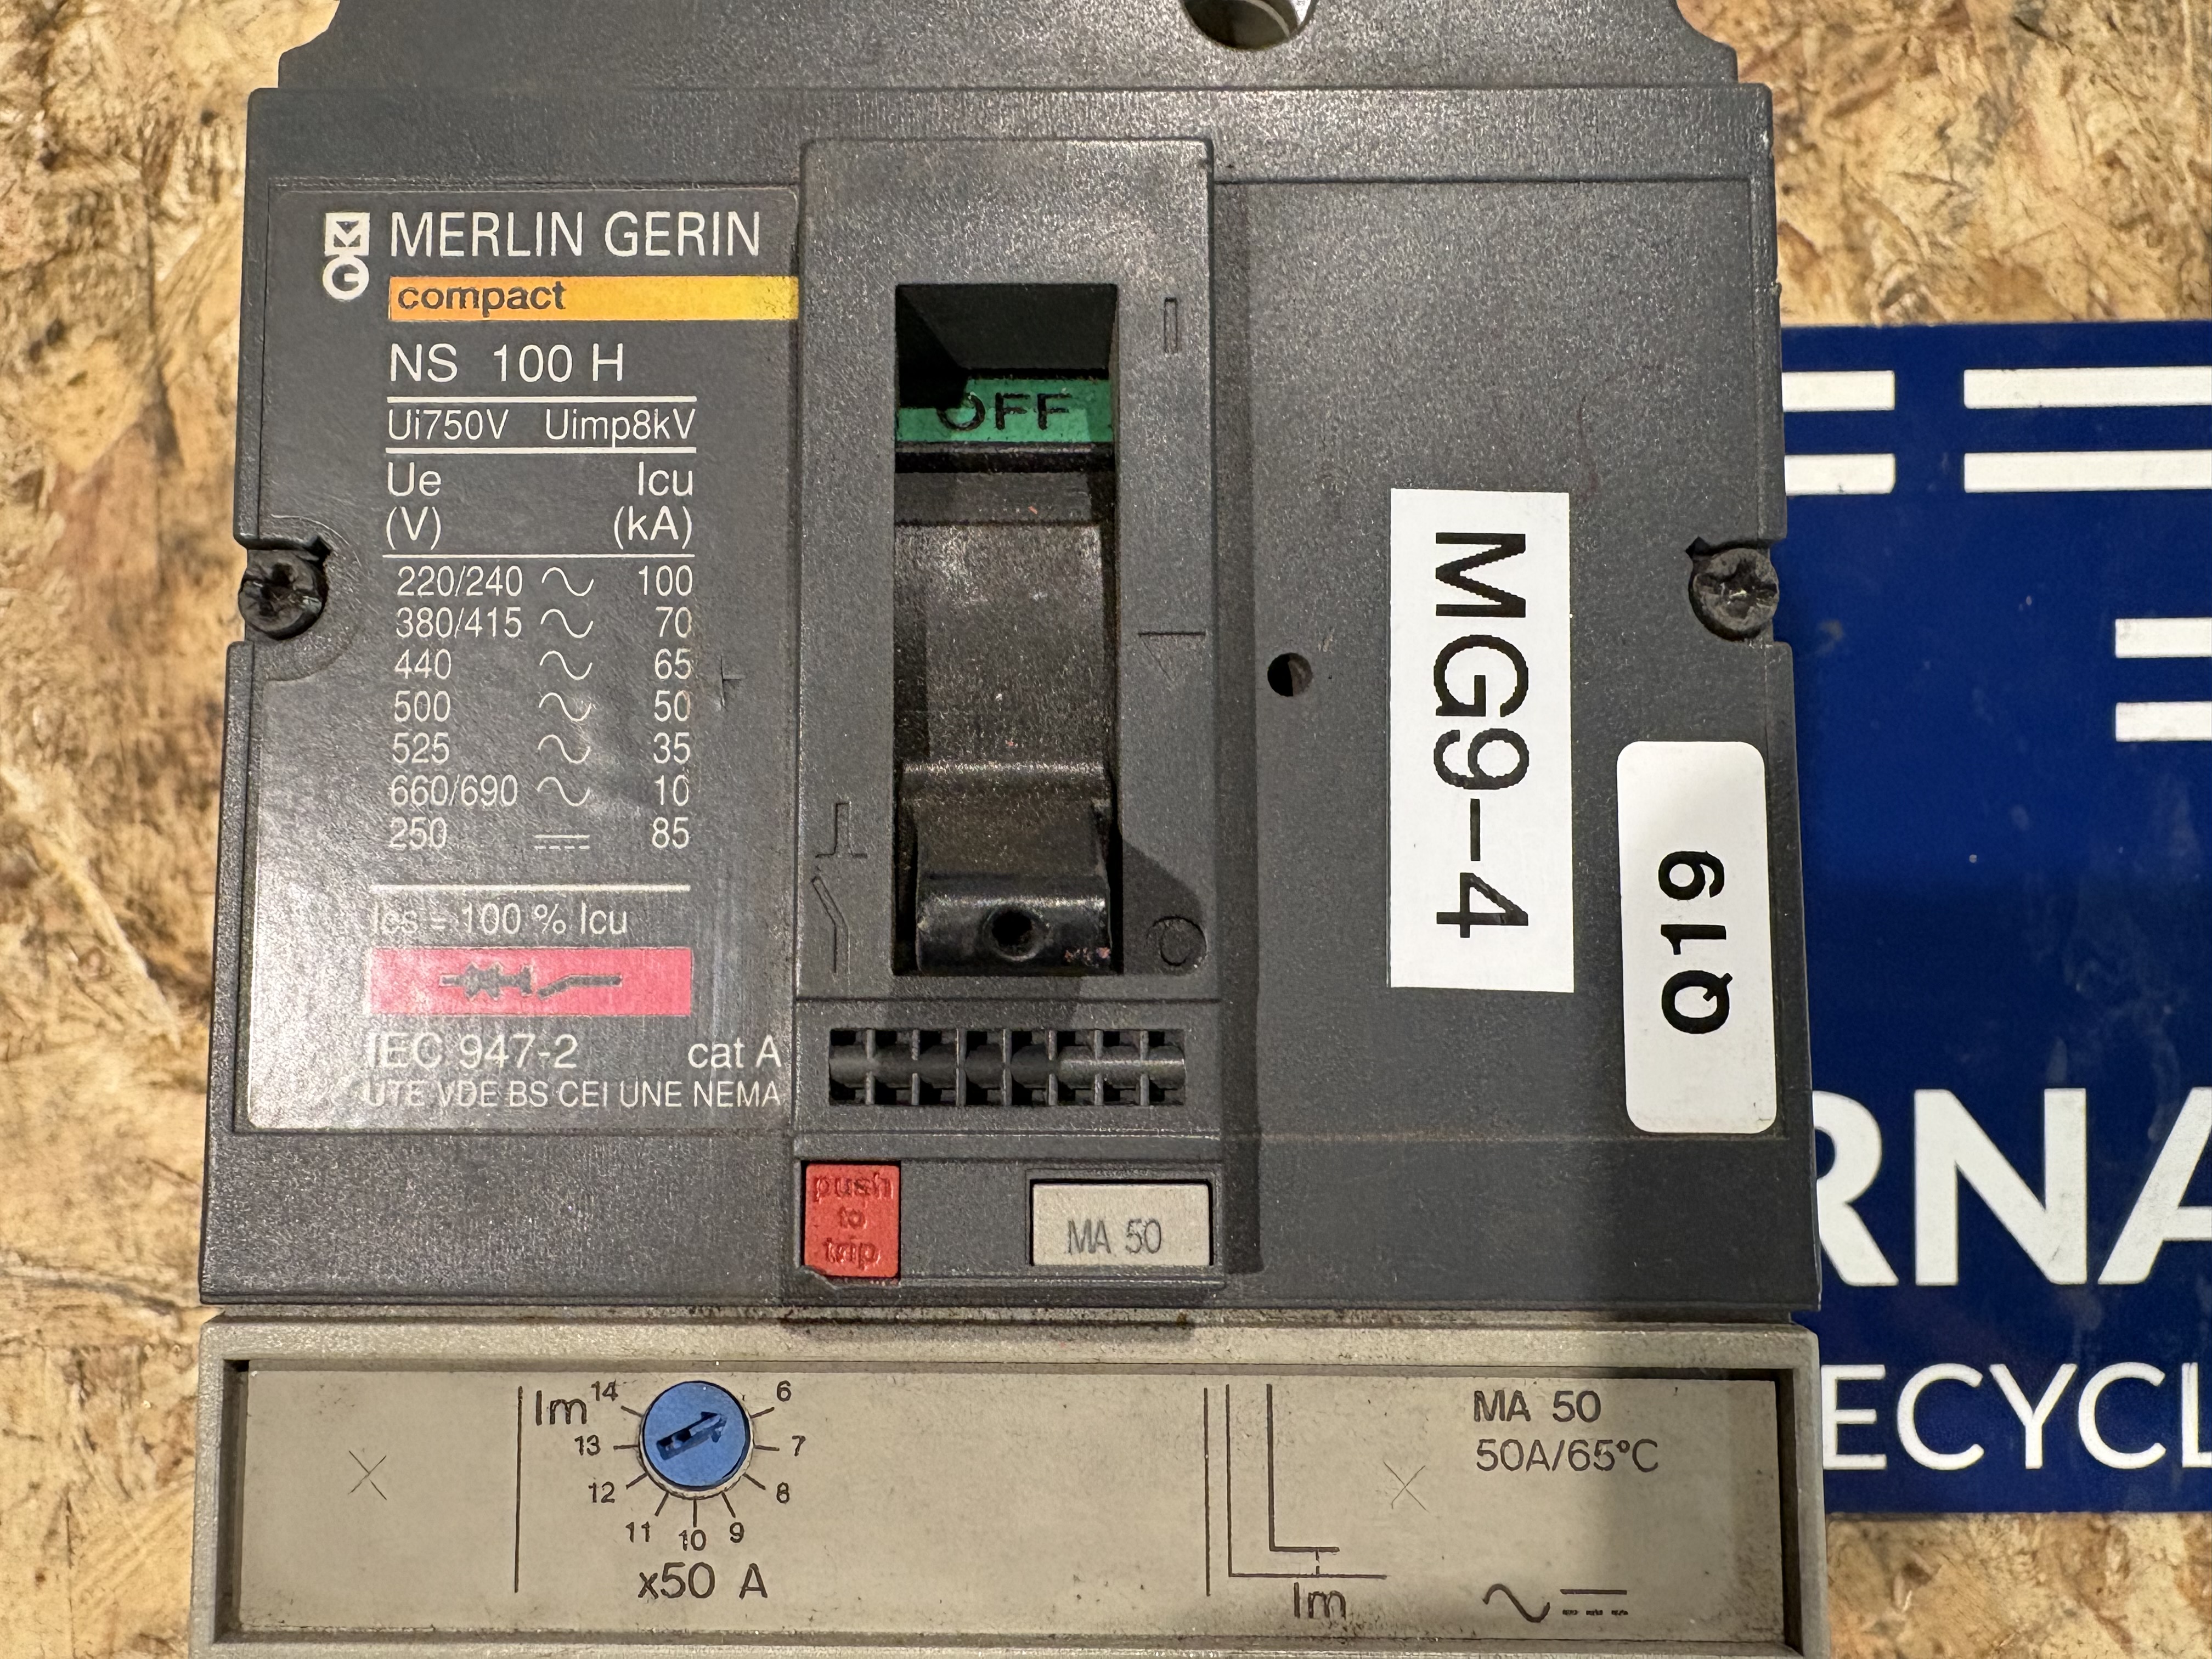 MERLIN GERIN
compact
NS 100 H
Ui750V Uimp8kV
Ue Icu
(V) (kA)
220/240 100
380/415 70
440 65
500 50
525 35
660/690 10
250 85
Ics = 100 % Icu
IEC 947-2 cat A
UTE VDE BS CEI UNE NEMA
I
OFF
MG9-4
Q19
push
to
trip
MA 50
Im
14 6
13 7
12 8
11 10 9
x50 A
Im
MA 50
50A/65°C
RNA
ECYCL